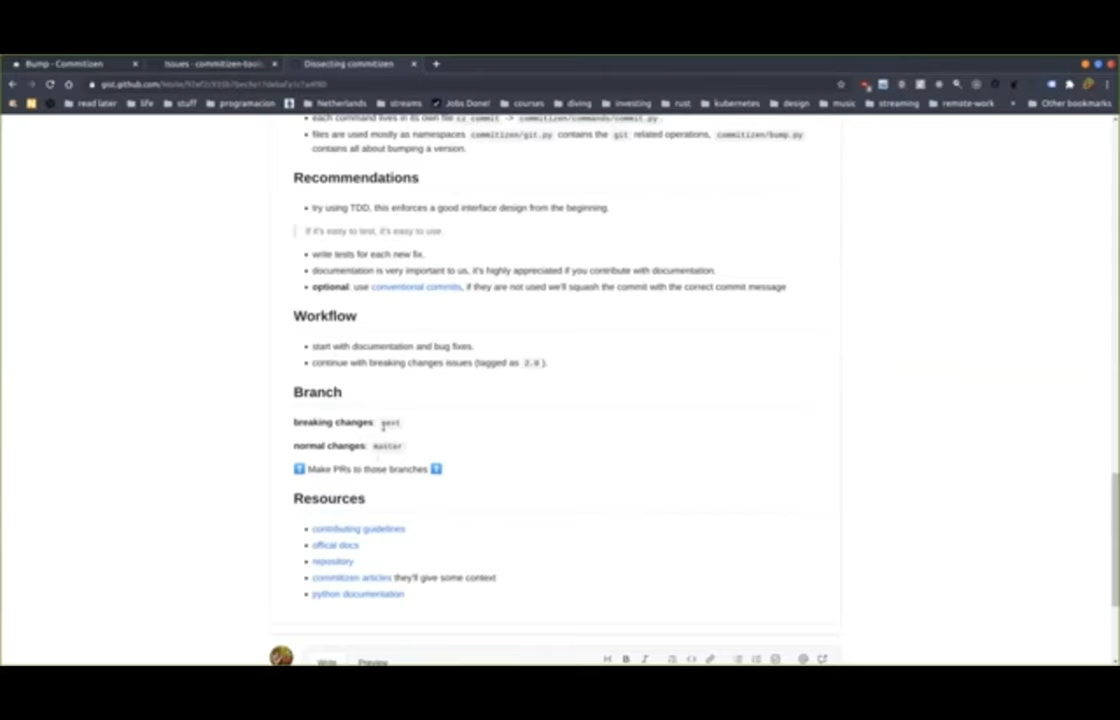 Bump - Commitizen
Issues · commitizen-tools
Dissecting commitizen
gist.github.com/
read later life stuff programacion Netherlands streams Jobs Done! courses diving investing rust kubernetes design music streaming remote-work Other bookmarks
each command lives in its own file cz commit -> commitizen/commands/commit.py.
files are used mostly as namespaces commitizen/git.py contains the git related operations, commitizen/bump.py
contains all about bumping a version.
Recommendations
try using TDD, this enforces a good interface design from the beginning.
If it's easy to test, it's easy to use.
write tests for each new fix.
documentation is very important to us, it's highly appreciated if you contribute with documentation.
optional: use conventional commits, if they are not used we'll squash the commit with the correct commit message
Workflow
start with documentation and bug fixes.
continue with breaking changes issues (tagged as 2.0).
Branch
breaking changes: next
normal changes: master
Make PRs to those branches
Resources
contributing guidelines
offical docs
repository
commitizen articles they'll give some context
python documentation
Write Preview